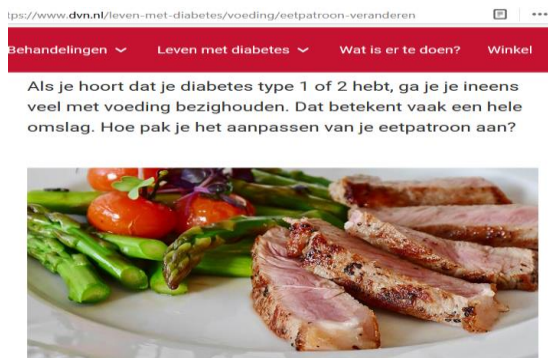 tps://www.dvn.nl/leven-met-diabetes/voeding/eetpatroon-veranderen
Behandelingen Leven met diabetes Wat is er te doen? Winkel
Als je hoort dat je diabetes type 1 of 2 hebt, ga je je ineens
veel met voeding bezighouden. Dat betekent vaak een hele
omslag. Hoe pak je het aanpassen van je eetpatroon aan?